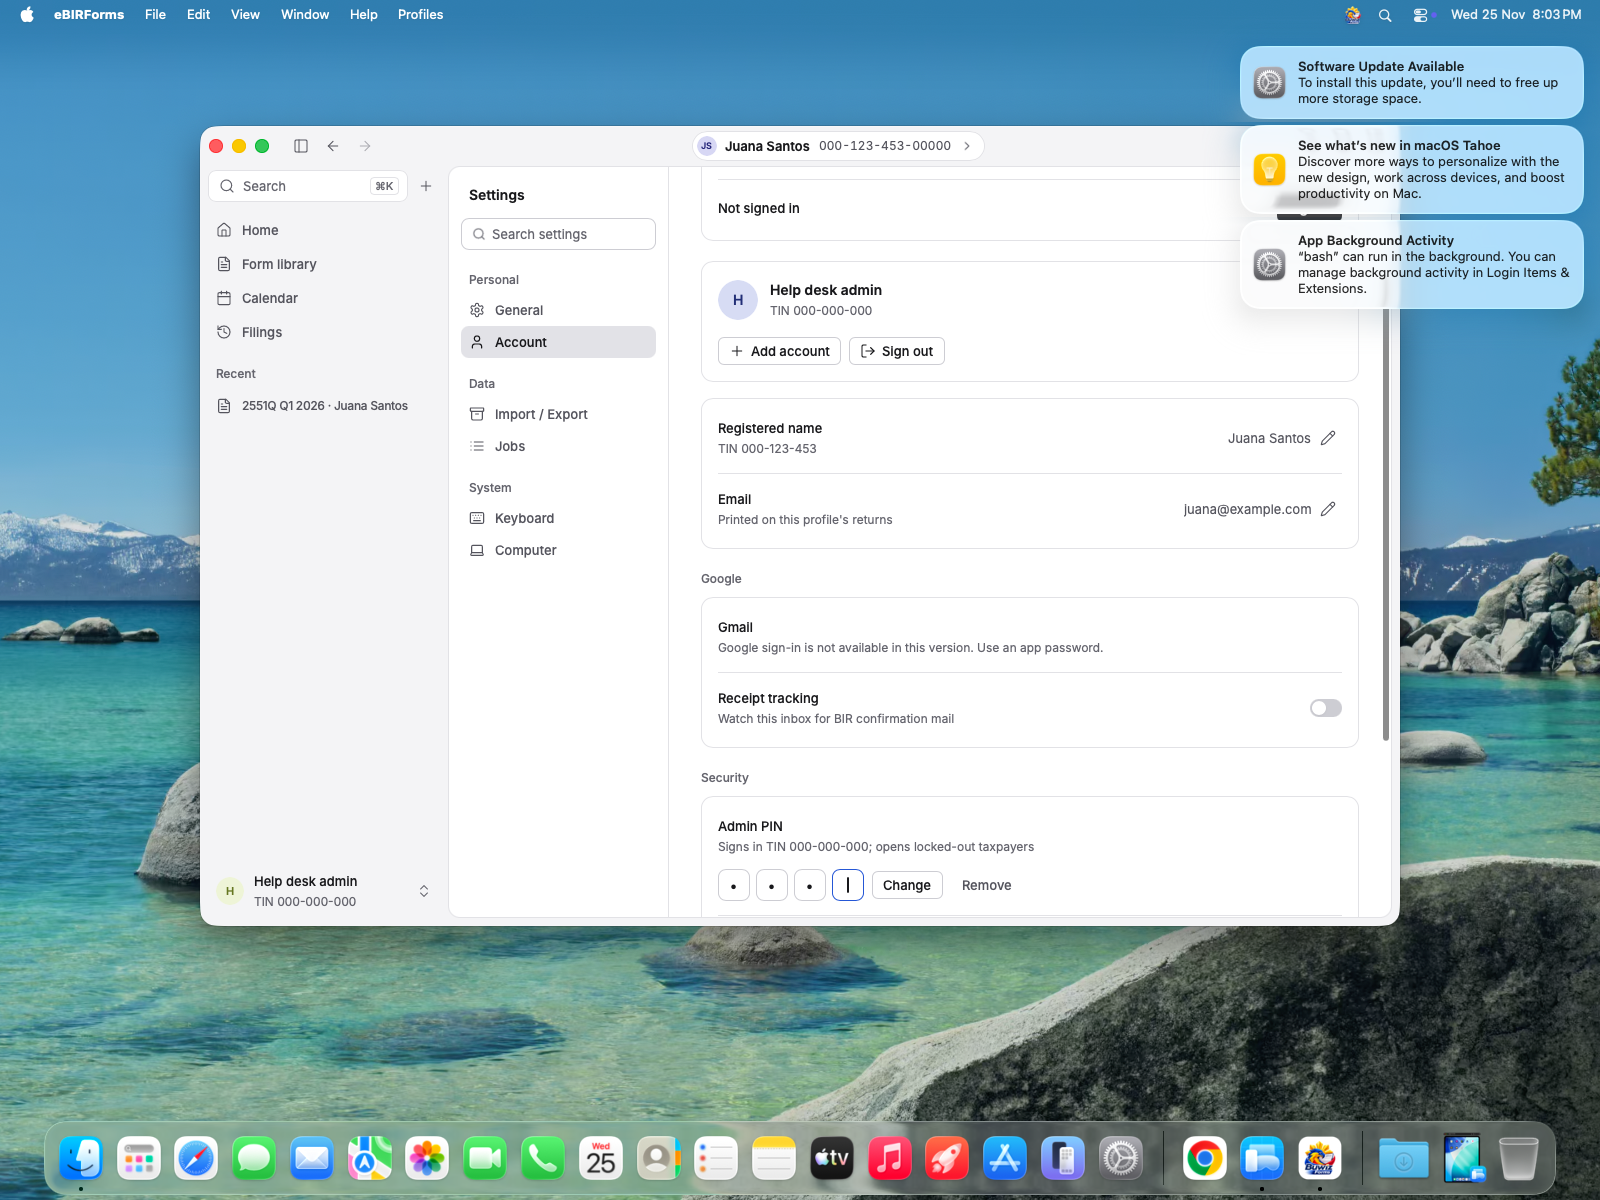 eBIRForms File Edit View Window Help Profiles
Wed 25 Nov 8:03 PM
Software Update Available
To install this update, you'll need to free up
more storage space.
See what's new in macOS Tahoe
Discover more ways to personalize with the
new design, work across devices, and boost
productivity on Mac.
App Background Activity
"bash" can run in the background. You can
manage background activity in Login Items &
Extensions.
JS Juana Santos 000-123-453-00000
Search ⌘K
Home
Form library
Calendar
Filings
Recent
2551Q Q1 2026 · Juana Santos
H
Help desk admin
TIN 000-000-000
Settings
Search settings
Personal
General
Account
Data
Import / Export
Jobs
System
Keyboard
Computer
Not signed in
H
Help desk admin
TIN 000-000-000
Add account
Sign out
Registered name
TIN 000-123-453
Juana Santos
Email
Printed on this profile's returns
juana@example.com
Google
Gmail
Google sign-in is not available in this version. Use an app password.
Receipt tracking
Watch this inbox for BIR confirmation mail
Security
Admin PIN
Signs in TIN 000-000-000; opens locked-out taxpayers
Change
Remove
Wed
25
tv